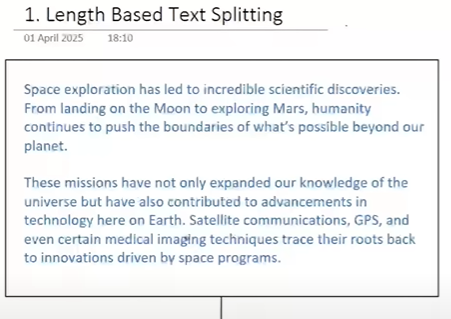 1. Length Based Text Splitting
01 April 2025 18:10
Space exploration has led to incredible scientific discoveries.
From landing on the Moon to exploring Mars, humanity
continues to push the boundaries of what's possible beyond our
planet.
These missions have not only expanded our knowledge of the
universe but have also contributed to advancements in
technology here on Earth. Satellite communications, GPS, and
even certain medical imaging techniques trace their roots back
to innovations driven by space programs.